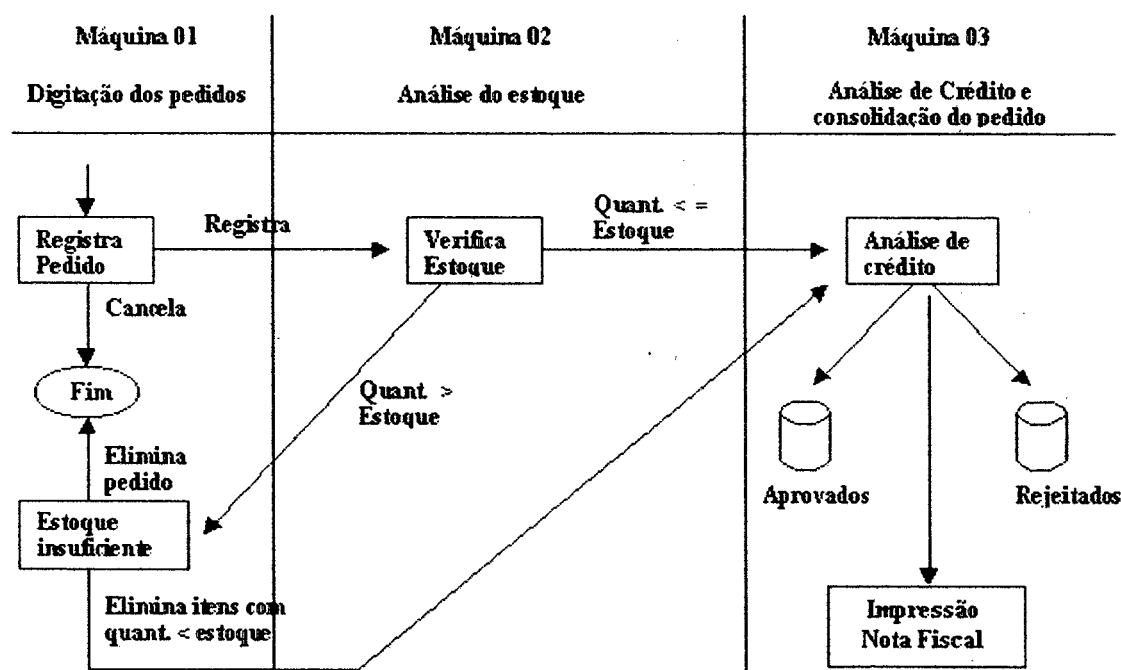 Máquina 01
Máquina 02
Máquina 03
Digitação dos pedidos
Análise do estoque
Análise de Crédito e
consolidação do pedido
Registra
Pedido
Registra
Verifica
Estoque
Quant. < =
Estoque
Análise de
crédito
Cancela
Fim
Quant. >
Estoque
Elimina
pedido
Estoque
insuficiente
Aprovados
Rejeitados
Elimina itens com
quant. < estoque
Impressão
Nota Fiscal